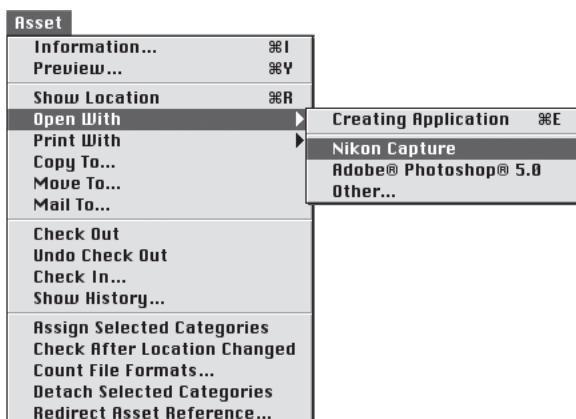 Asset
Information... ⌘I
Preview... ⌘Y
Show Location ⌘R
Open With
Print With
Copy To...
Move To...
Mail To...
Check Out
Undo Check Out
Check In...
Show History...
Assign Selected Categories
Check After Location Changed
Count File Formats...
Detach Selected Categories
Redirect Asset Reference...
Creating Application ⌘E
Nikon Capture
Adobe® Photoshop® 5.0
Other...